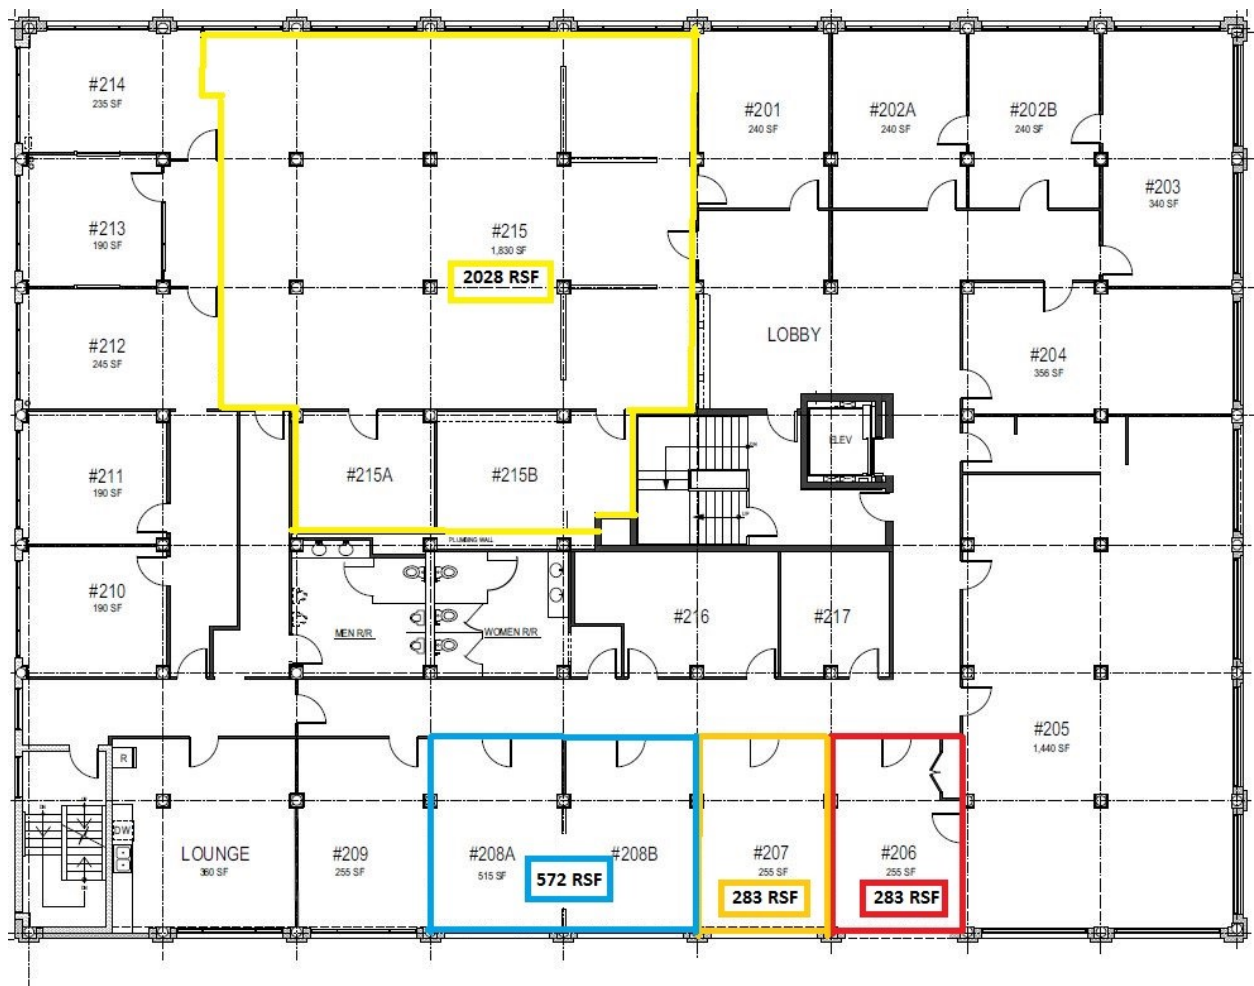 #214
235 SF
#201
240 SF
#202A
240 SF
#202B
240 SF
#213
190 SF
#215
1,830 SF
2028 RSF
#203
340 SF
#212
245 SF
LOBBY
#204
356 SF
#211
190 SF
#215A
#215B
ELEV
UP
PLUMBING WALL
#210
190 SF
MEN R/R
WOMEN R/R
#216
#217
#205
1,440 SF
R
DW
LOUNGE
360 SF
#209
255 SF
#208A
515 SF
#208B
572 RSF
#207
255 SF
283 RSF
#206
255 SF
283 RSF